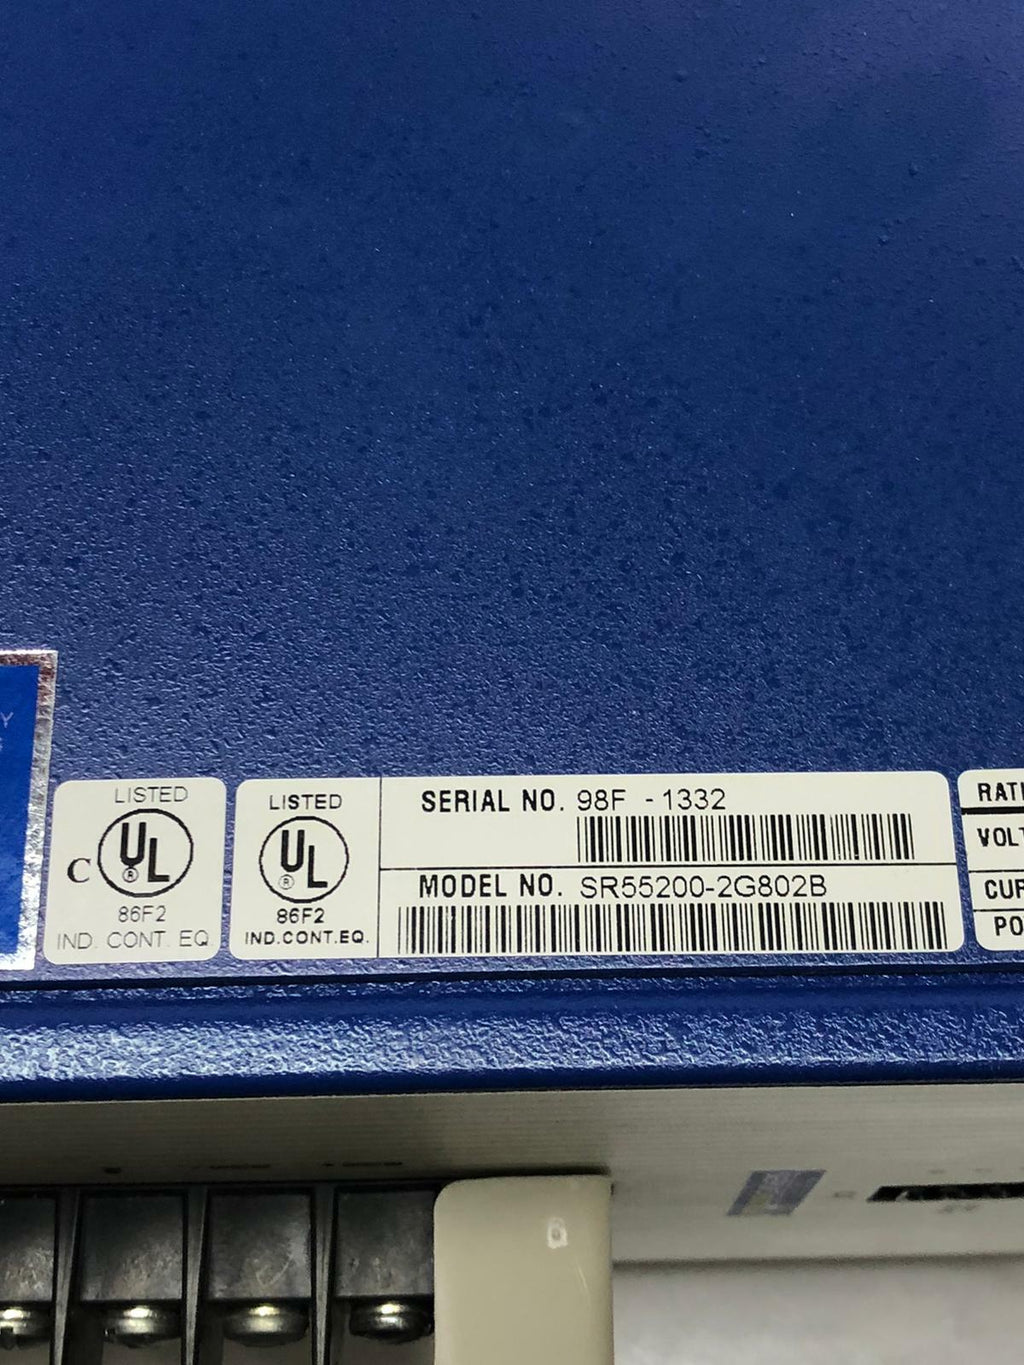 LISTED
C UL ®
86F2
IND. CONT. EQ.
LISTED
UL ®
86F2
IND.CONT.EQ.
SERIAL NO. 98F - 1332
MODEL NO. SR55200-2G802B
RATI
VOLT
CUR
PO